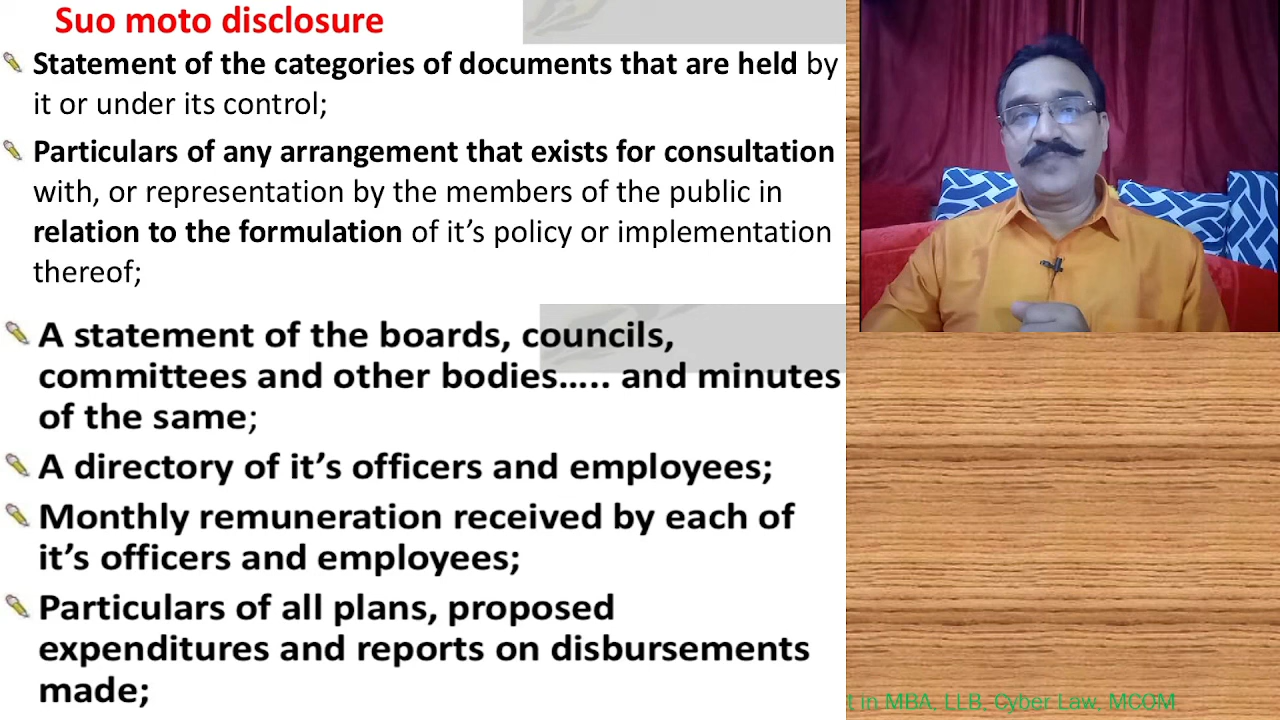 Suo moto disclosure
Statement of the categories of documents that are held by
it or under its control;
Particulars of any arrangement that exists for consultation
with, or representation by the members of the public in
relation to the formulation of it’s policy or implementation
thereof;
A statement of the boards, councils,
committees and other bodies….. and minutes
of the same;
A directory of it’s officers and employees;
Monthly remuneration received by each of
it’s officers and employees;
Particulars of all plans, proposed
expenditures and reports on disbursements
made;
t in MBA, LLB, Cyber Law, MCOM